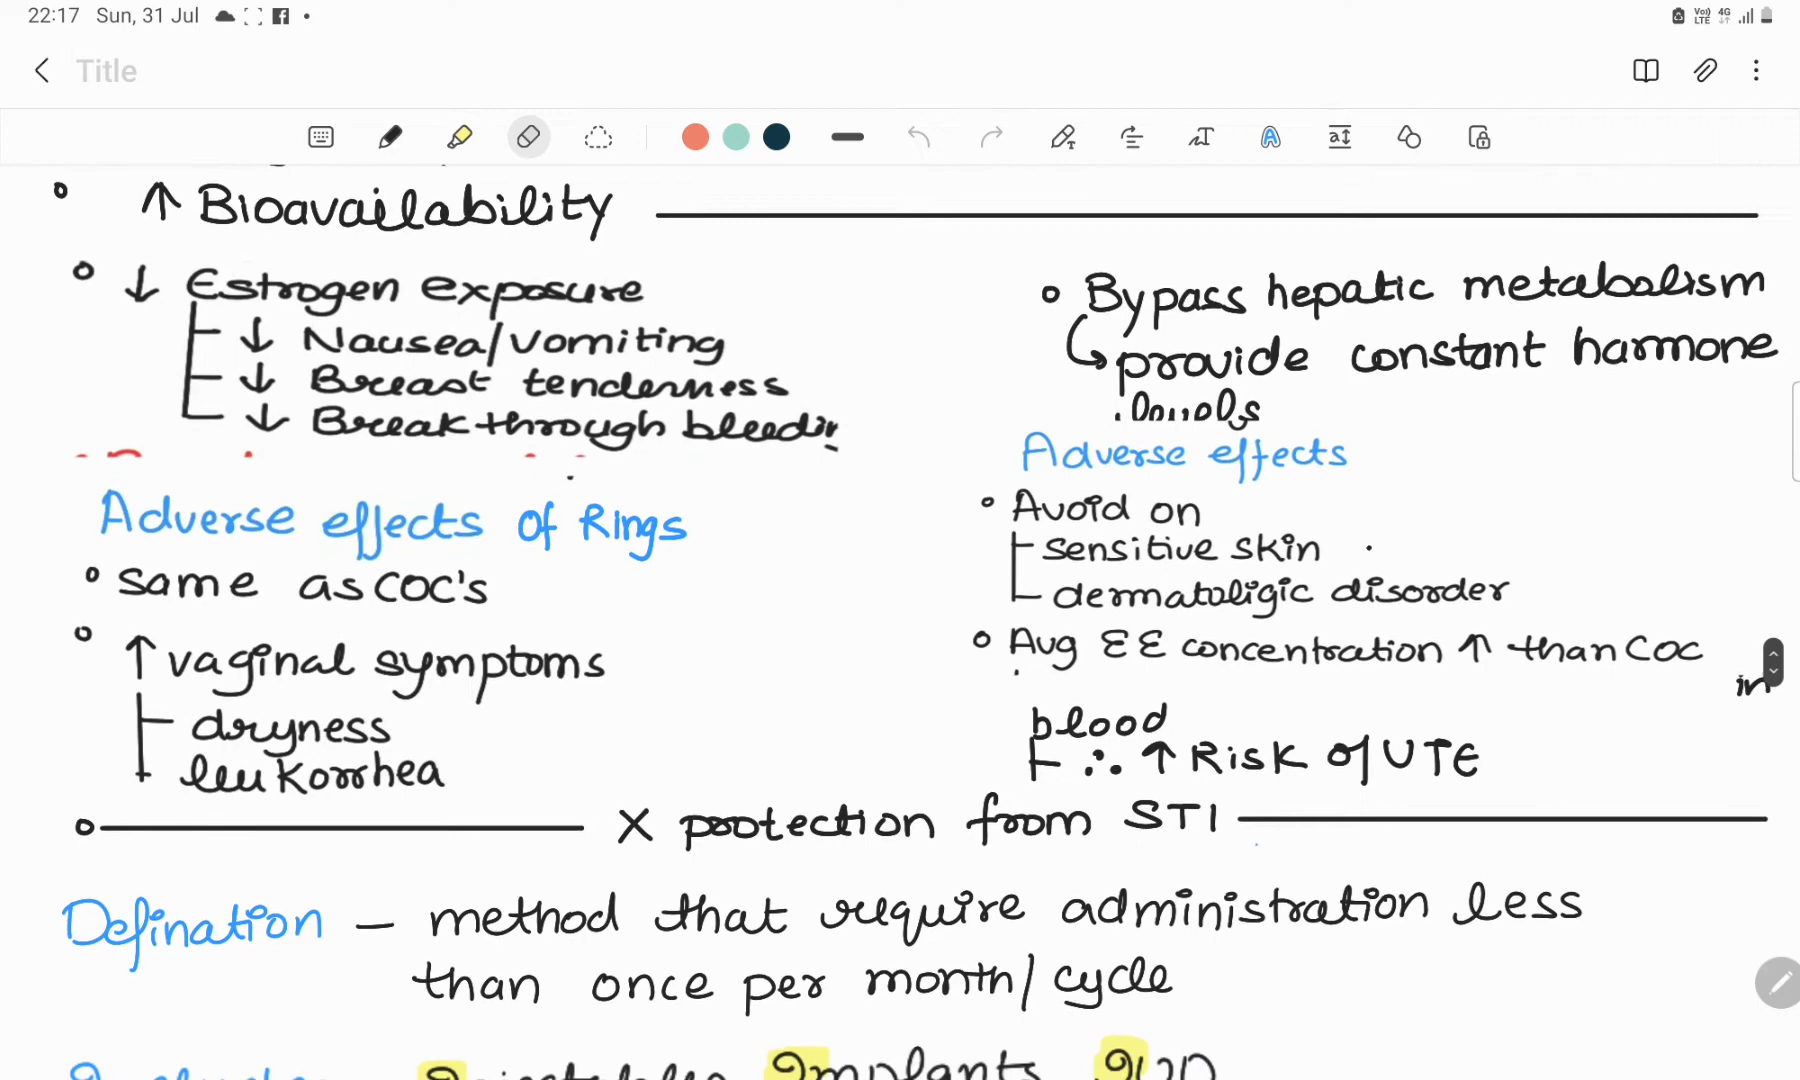 22:17 Sun, 31 Jul
Title
↑ Bioavailability
↓ Estrogen exposure
↓ Nausea/vomiting
↓ Breast tenderness
↓ Breakthrough bleedin
Bypass hepatic metabolism
provide constant harmone
levels
Adverse effects of Rings
same as COC's
↑ vaginal symptoms
dryness
leukorrhea
Adverse effects
Avoid on
sensitive skin
dermatoligic disorder
Avg EE concentration ↑ than COC
in
blood
∴ ↑ Risk of UTE
X protection from STI
Defination – method that require administration less
than once per month/cycle
Implants